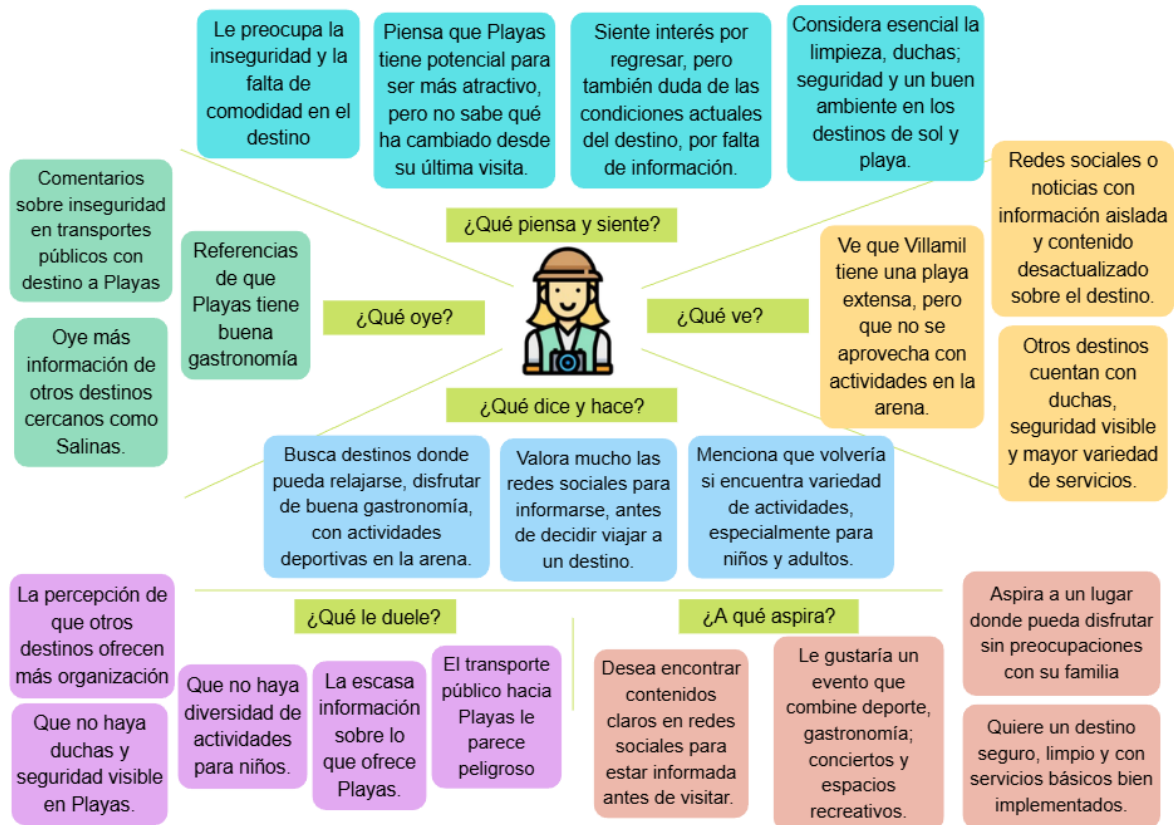 Le preocupa la
inseguridad y la
falta de
comodidad en el
destino
Piensa que Playas
tiene potencial para
ser más atractivo,
pero no sabe qué
ha cambiado desde
su última visita.
Siente interés por
regresar, pero
también duda de las
condiciones actuales
del destino, por falta
de información.
Considera esencial la
limpieza, duchas;
seguridad y un buen
ambiente en los
destinos de sol y
playa.
¿Qué piensa y siente?
Comentarios
sobre inseguridad
en transportes
públicos con
destino a Playas
Referencias
de que
Playas tiene
buena
gastronomía
Oye más
información de
otros destinos
cercanos como
Salinas.
¿Qué oye?
¿Qué ve?
Ve que Villamil
tiene una playa
extensa, pero
que no se
aprovecha con
actividades en la
arena.
Redes sociales o
noticias con
información aislada
y contenido
desactualizado
sobre el destino.
Otros destinos
cuentan con
duchas,
seguridad visible
y mayor variedad
de servicios.
¿Qué dice y hace?
Busca destinos donde
pueda relajarse, disfrutar
de buena gastronomía,
con actividades
deportivas en la arena.
Valora mucho las
redes sociales para
informarse, antes
de decidir viajar a
un destino.
Menciona que volvería
si encuentra variedad
de actividades,
especialmente para
niños y adultos.
¿Qué le duele?
La percepción de
que otros
destinos ofrecen
más organización
Que no haya
duchas y
seguridad visible
en Playas.
Que no haya
diversidad de
actividades
para niños.
La escasa
información
sobre lo
que ofrece
Playas.
El transporte
público hacia
Playas le
parece
peligroso
¿A qué aspira?
Desea encontrar
contenidos
claros en redes
sociales para
estar informada
antes de visitar.
Le gustaría un
evento que
combine deporte,
gastronomía;
conciertos y
espacios
recreativos.
Aspira a un lugar
donde pueda disfrutar
sin preocupaciones
con su familia
Quiere un destino
seguro, limpio y con
servicios básicos bien
implementados.